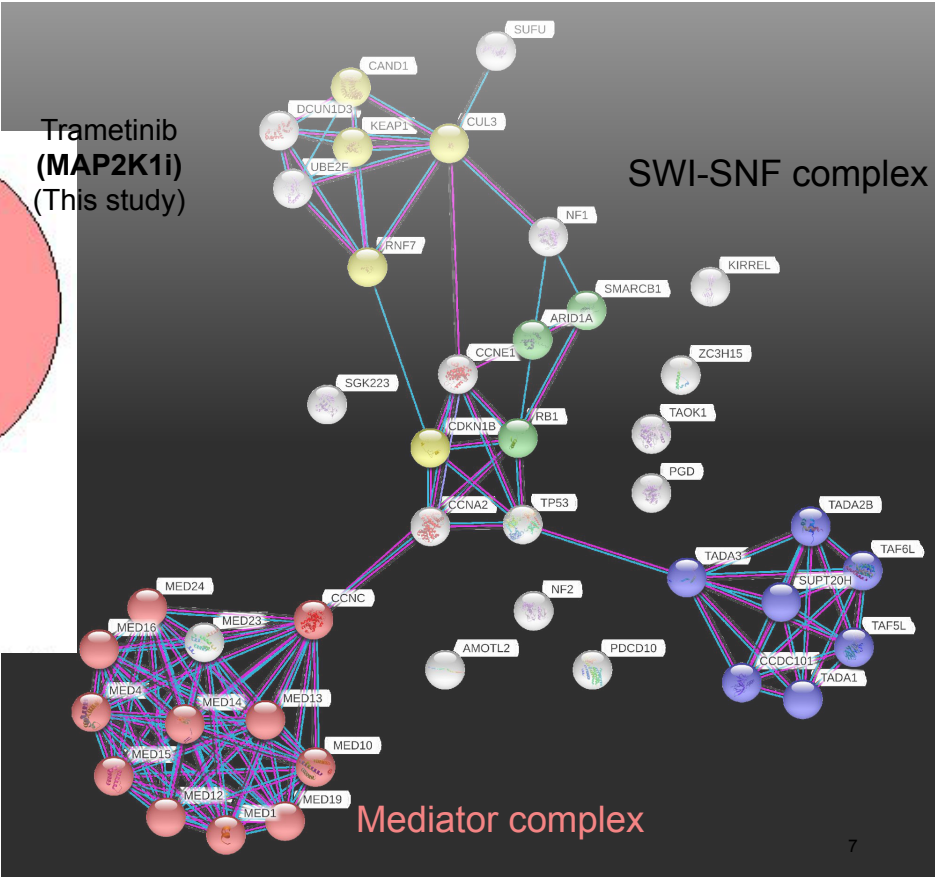 SUFU
CAND1
DCUN1D3
KEAP1
CUL3
Trametinib
(MAP2K1i)
(This study)
UBE2F
SWI-SNF complex
NF1
RNF7
KIRREL
SMARCB1
ARID1A
CCNE1
ZC3H15
SGK223
TAOK1
CDKN1B
RB1
PGD
CCNA2
TP53
TADA2B
TADA3
TAF6L
SUPT20H
MED24
CCNC
NF2
MED23
MED16
TAF5L
AMOTL2
PDCD10
CCDC101
TADA1
MED4
MED14
MED13
MED10
MED15
MED12
MED19
MED1
Mediator complex
7